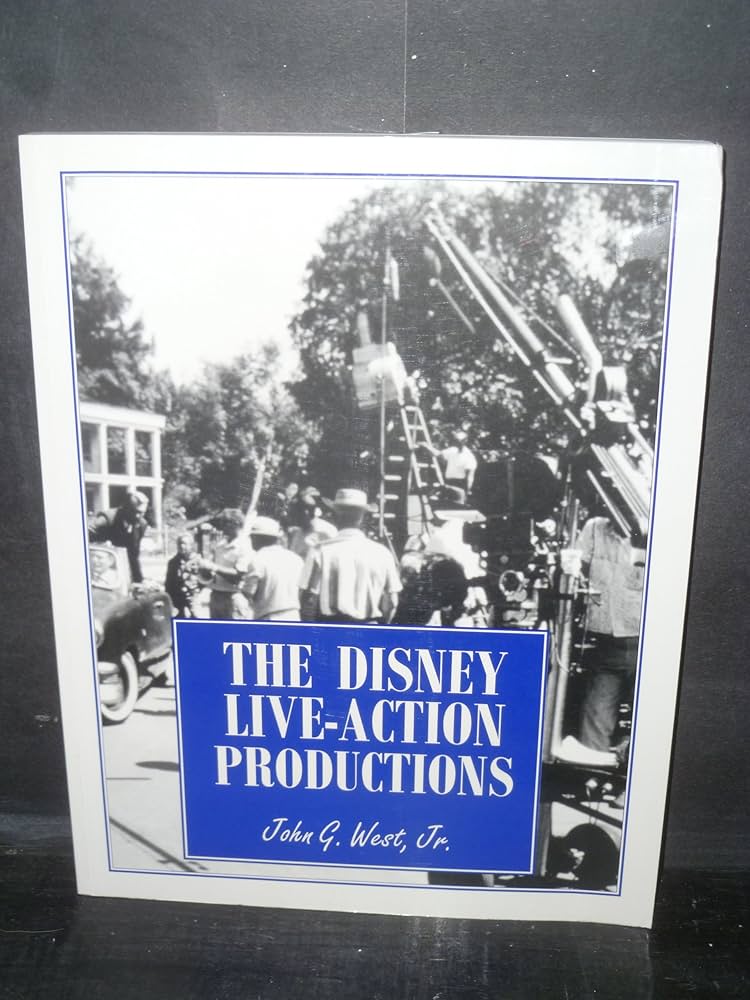 THE DISNEY
LIVE-ACTION
PRODUCTIONS
John G. West, Jr.